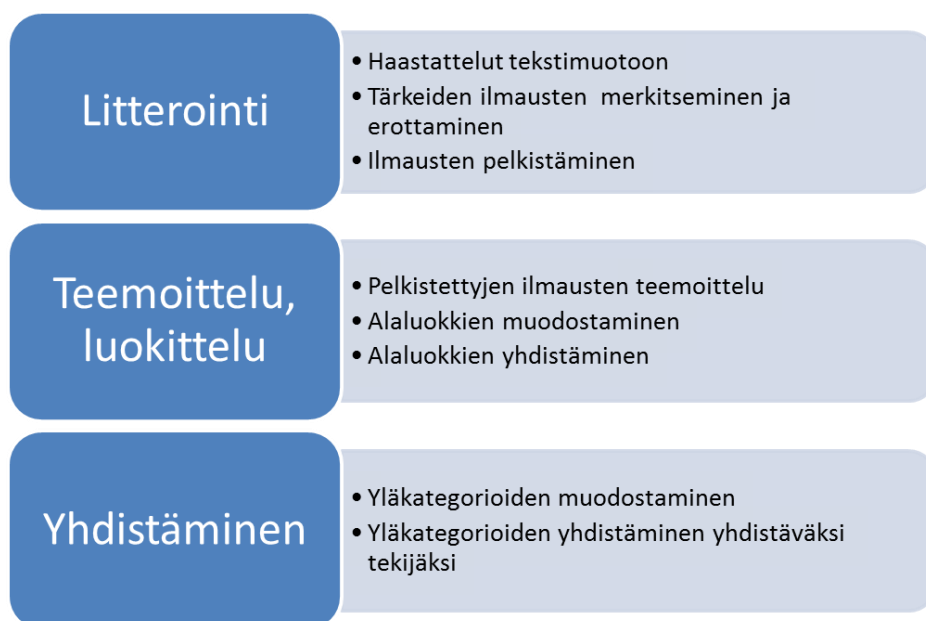 Litterointi
• Haastattelut tekstimuotoon
• Tärkeiden ilmausten merkitseminen ja
erottaminen
• Ilmausten pelkistäminen
Teemoittelu,
luokittelu
• Pelkistettyjen ilmausten teemoittelu
• Alaluokkien muodostaminen
• Alaluokkien yhdistäminen
Yhdistäminen
• Yläkategorioiden muodostaminen
• Yläkategorioiden yhdistäminen yhdistäväksi
tekijäksi